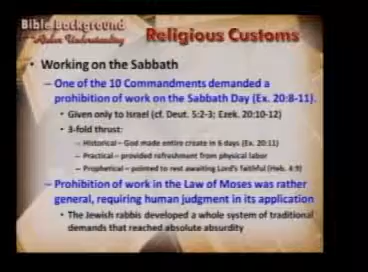 Bible Background
Religious Customs
• Working on the Sabbath
– One of the 10 Commandments demanded a
prohibition of work on the Sabbath Day (Ex. 20:8-11).
• Given only to Israel (cf. Deut. 5:2-3; Ezek. 20:10-12)
• 3-fold thrust:
– Historical – God made entire create in 6 days (Ex. 20:11)
– Practical – provided refreshment from physical labor
– Prophetical – pointed to rest awaiting Lord's faithful (Heb. 4:9)
– Prohibition of work in the Law of Moses was rather
general, requiring human judgment in its application
• The Jewish rabbis developed a whole system of traditional
demands that reached absolute absurdity